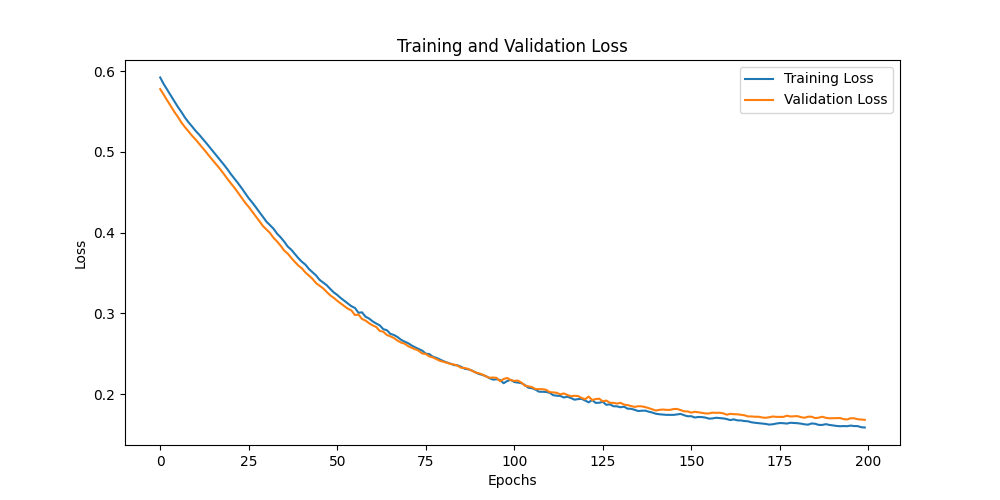 Training and Validation Loss
Training Loss
Validation Loss
0.6
0.5
0.4
0.3
0.2
Loss
0 25 50 75 100 125 150 175 200
Epochs